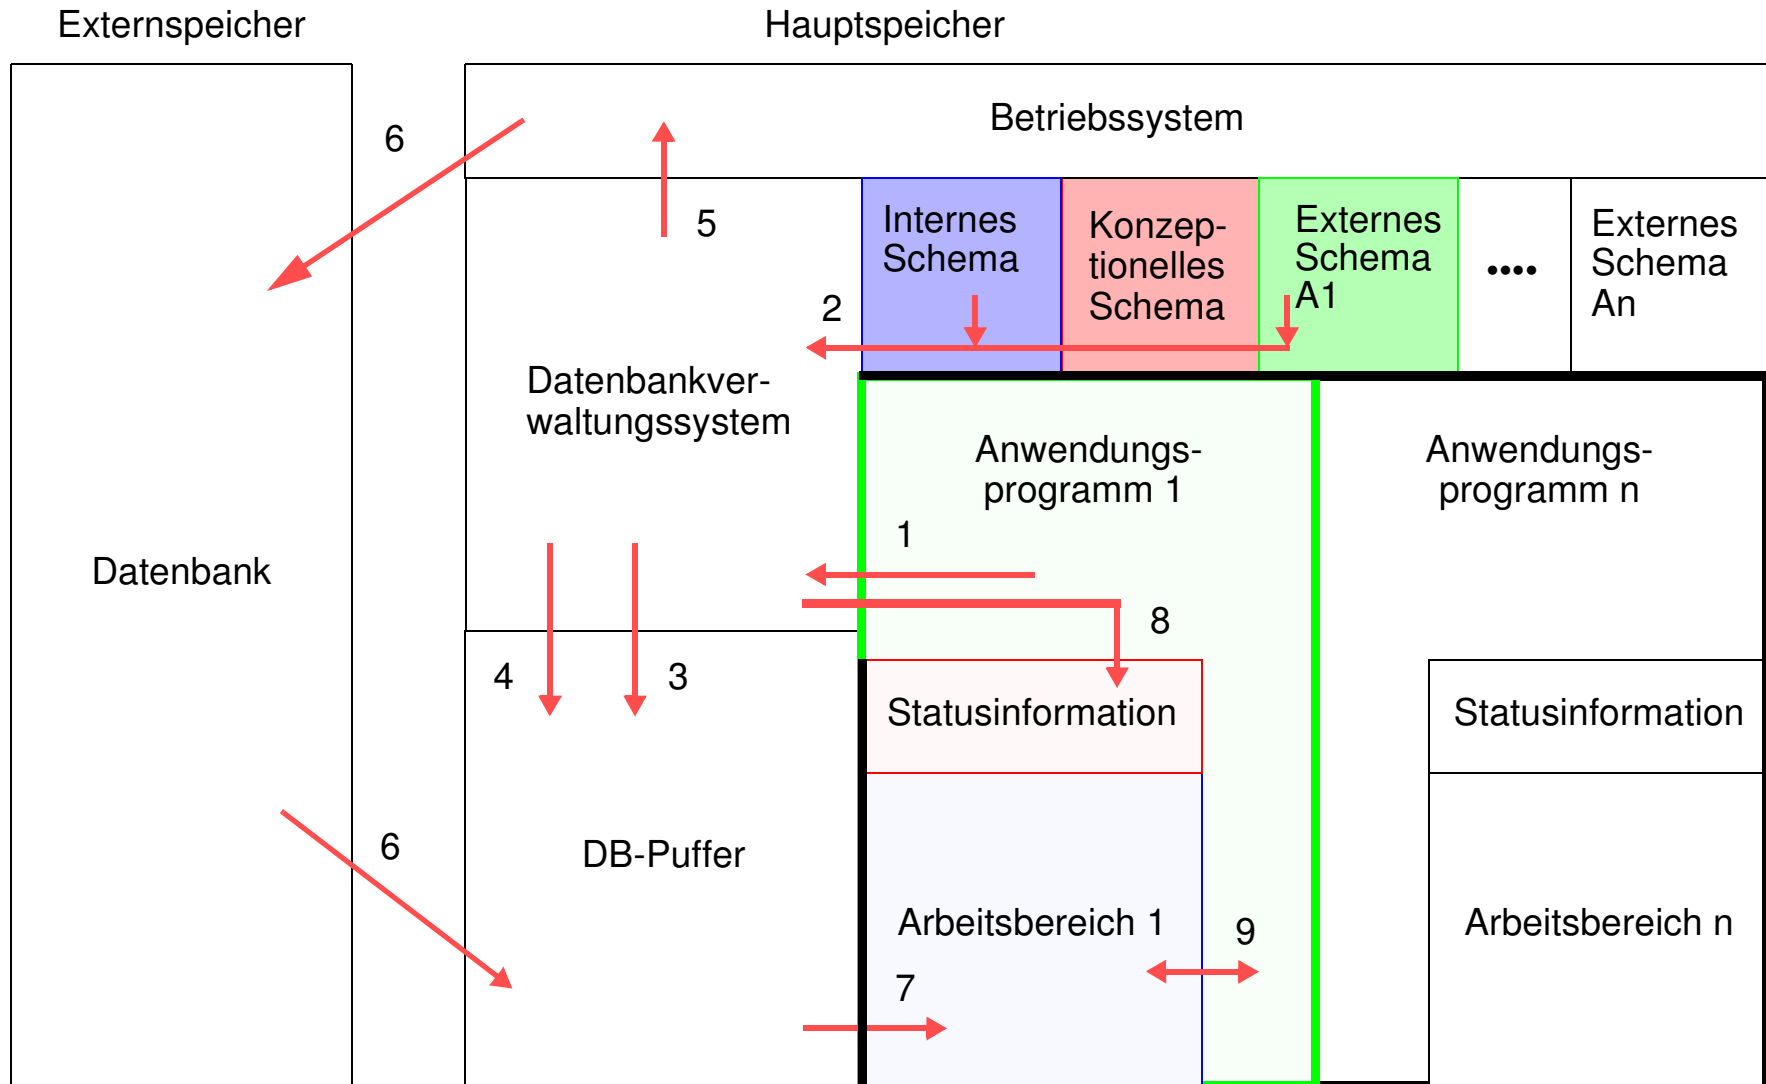 Externspeicher
Hauptspeicher
Betriebssystem
6
5
Internes
Schema
Konzep-
tionelles
Schema
Externes
Schema
A1
....
Externes
Schema
An
2
Datenbankver-
waltungssystem
Anwendungs-
programm 1
Anwendungs-
programm n
1
Datenbank
8
4
3
Statusinformation
Statusinformation
6
DB-Puffer
Arbeitsbereich 1
9
Arbeitsbereich n
7